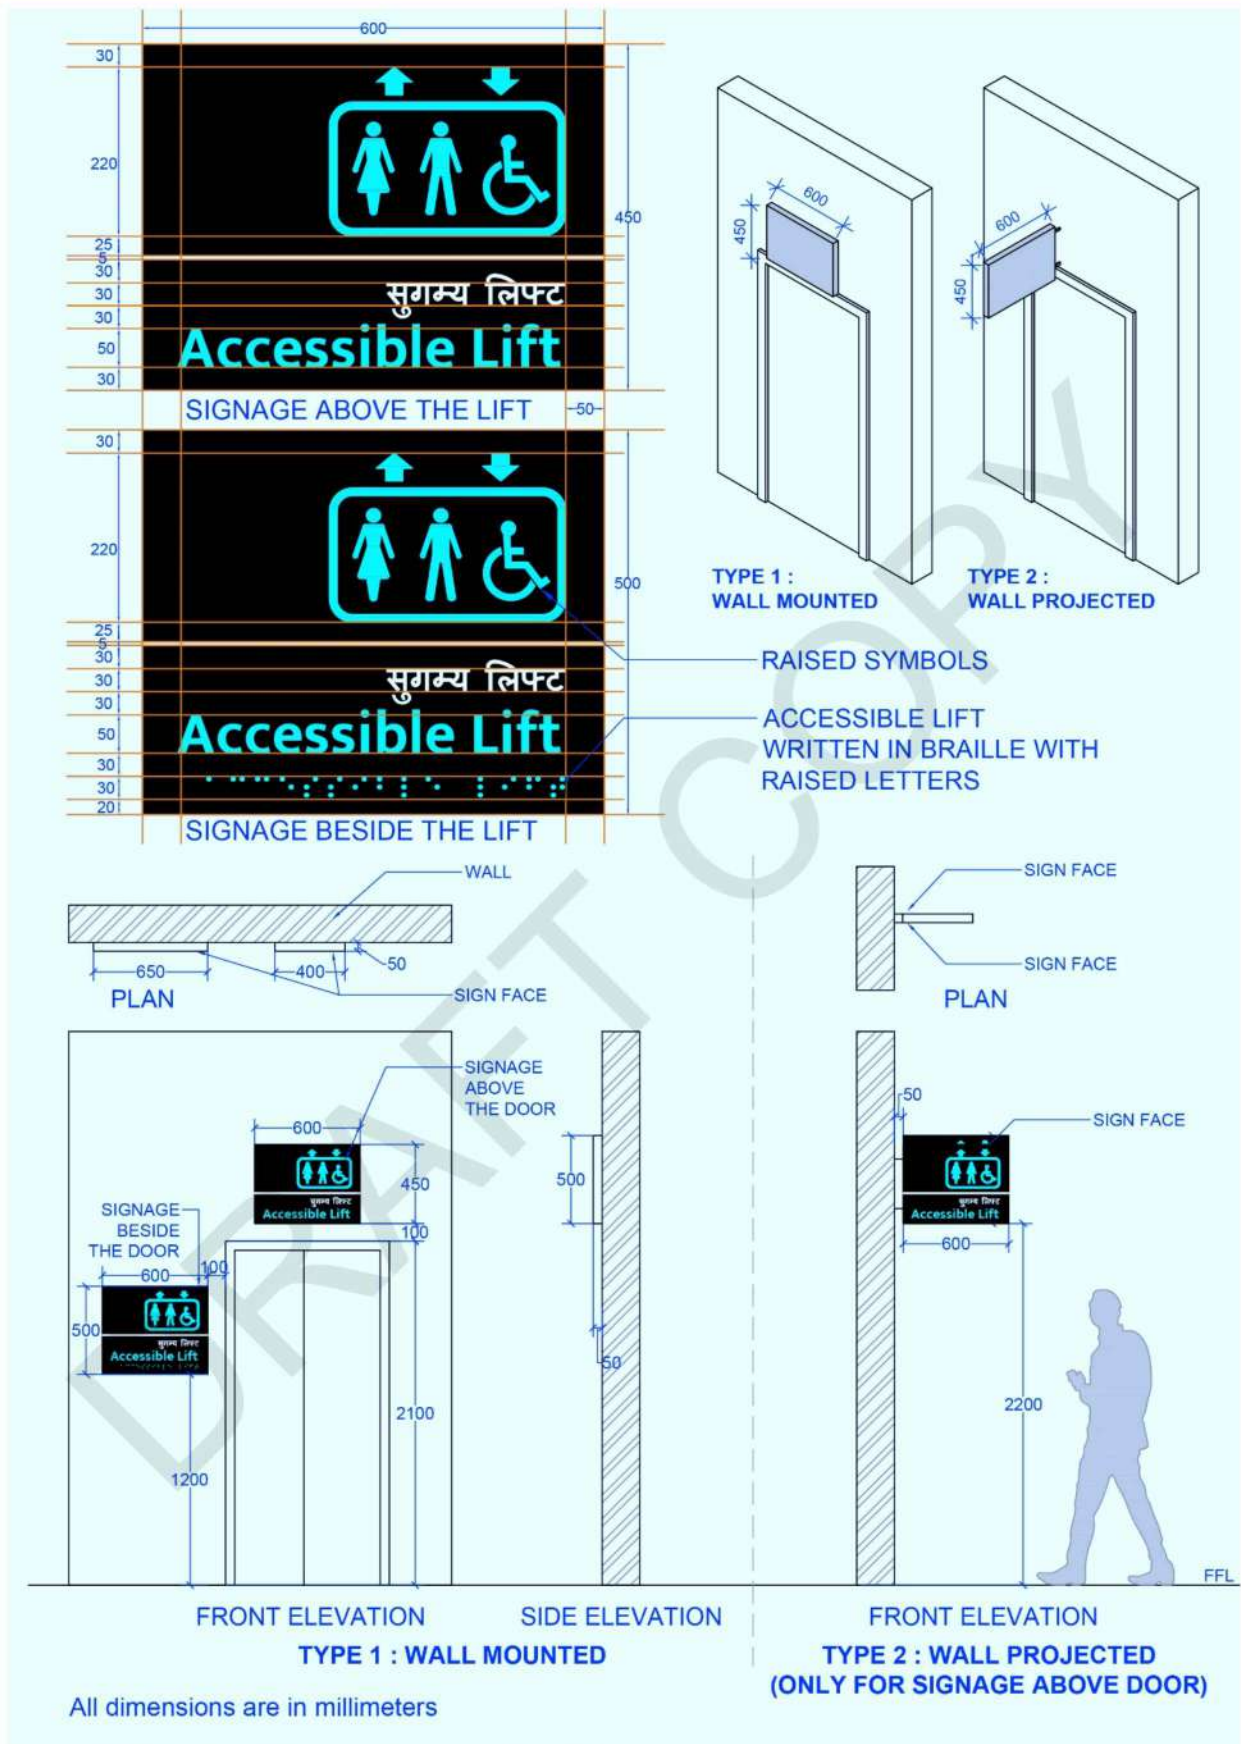 600
30
220
25
5
30
30
30
50
30
450
सुगम्य लिफ्ट
Accessible Lift
SIGNAGE ABOVE THE LIFT
50
30
220
25
5
30
30
30
50
30
30
20
500
सुगम्य लिफ्ट
Accessible Lift
SIGNAGE BESIDE THE LIFT
600
450
TYPE 1 :
WALL MOUNTED
600
450
TYPE 2 :
WALL PROJECTED
RAISED SYMBOLS
ACCESSIBLE LIFT
WRITTEN IN BRAILLE WITH
RAISED LETTERS
WALL
650
400
50
PLAN
SIGN FACE
SIGN FACE
SIGN FACE
PLAN
SIGNAGE
ABOVE
THE DOOR
600
450
100
सुगम्य लिफ्ट
Accessible Lift
SIGNAGE
BESIDE
THE DOOR
600
100
500
सुगम्य लिफ्ट
Accessible Lift
1200
2100
500
50
50
SIGN FACE
सुगम्य लिफ्ट
Accessible Lift
600
2200
FFL
FRONT ELEVATION
SIDE ELEVATION
FRONT ELEVATION
TYPE 1 : WALL MOUNTED
TYPE 2 : WALL PROJECTED
(ONLY FOR SIGNAGE ABOVE DOOR)
All dimensions are in millimeters
DRAFT COPY